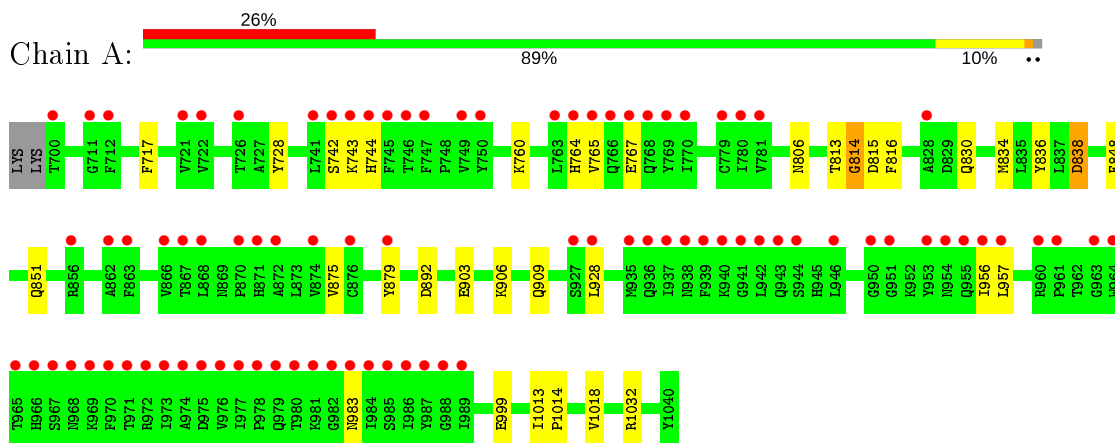 26%
Chain A:
89%
10%
LYS LYS T700 G711 F712 F717 V721 V722 T726 A727 Y728 L741 S742 K743 H744 F745 T746 F747 P748 V749 Y750 K760 L763 H764 V765 Q766 E767 Q768 Y769 I770 C779 I780 V781 N806 T813 G814 D815 F816 A828 D829 Q830 M834 L835 Y836 L837 D838
Q851 R856 A862 F863 V866 T867 L868 N869 P870 H871 A872 L873 V874 V875 C876 Y879 D892 E903 K906 Q909 S927 L928 M935 Q936 I937 N938 F939 K940 G941 L942 Q943 S944 H945 L946 G950 G951 K952 Y953 N954 Q955 I956 L957 R960 P961 T962 G963
T965 H966 S967 N968 K969 F970 T971 R972 I973 A974 D975 V976 I977 P978 Q979 T980 K981 G982 N983 I984 S985 I986 Y987 G988 I989 E999 I1013 P1014 V1018 R1032 Y1040